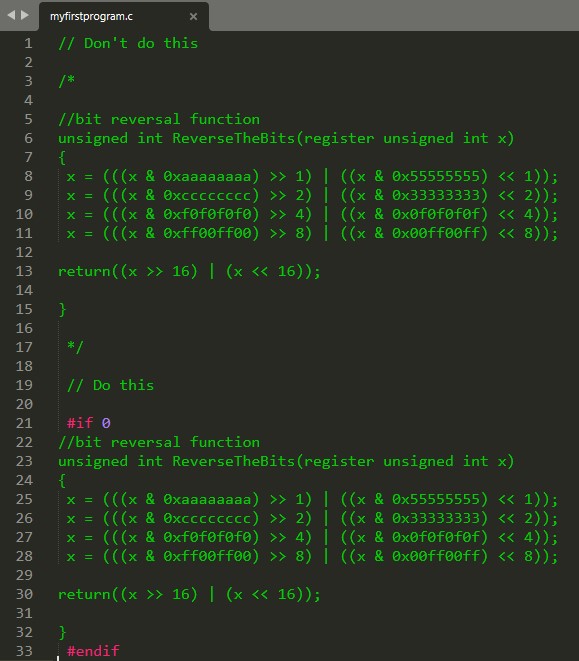 myfirstprogram.c ×
1 // Don't do this
2
3 /*
4
5 //bit reversal function
6 unsigned int ReverseTheBits(register unsigned int x)
7 {
8  x = (((x & 0xaaaaaaaa) >> 1) | ((x & 0x55555555) << 1));
9  x = (((x & 0xcccccccc) >> 2) | ((x & 0x33333333) << 2));
10  x = (((x & 0xf0f0f0f0) >> 4) | ((x & 0x0f0f0f0f) << 4));
11  x = (((x & 0xff00ff00) >> 8) | ((x & 0x00ff00ff) << 8));
12
13 return((x >> 16) | (x << 16));
14
15 }
16
17  */
18
19  // Do this
20
21  #if 0
22 //bit reversal function
23 unsigned int ReverseTheBits(register unsigned int x)
24 {
25  x = (((x & 0xaaaaaaaa) >> 1) | ((x & 0x55555555) << 1));
26  x = (((x & 0xcccccccc) >> 2) | ((x & 0x33333333) << 2));
27  x = (((x & 0xf0f0f0f0) >> 4) | ((x & 0x0f0f0f0f) << 4));
28  x = (((x & 0xff00ff00) >> 8) | ((x & 0x00ff00ff) << 8));
29
30 return((x >> 16) | (x << 16));
31
32 }
33  #endif